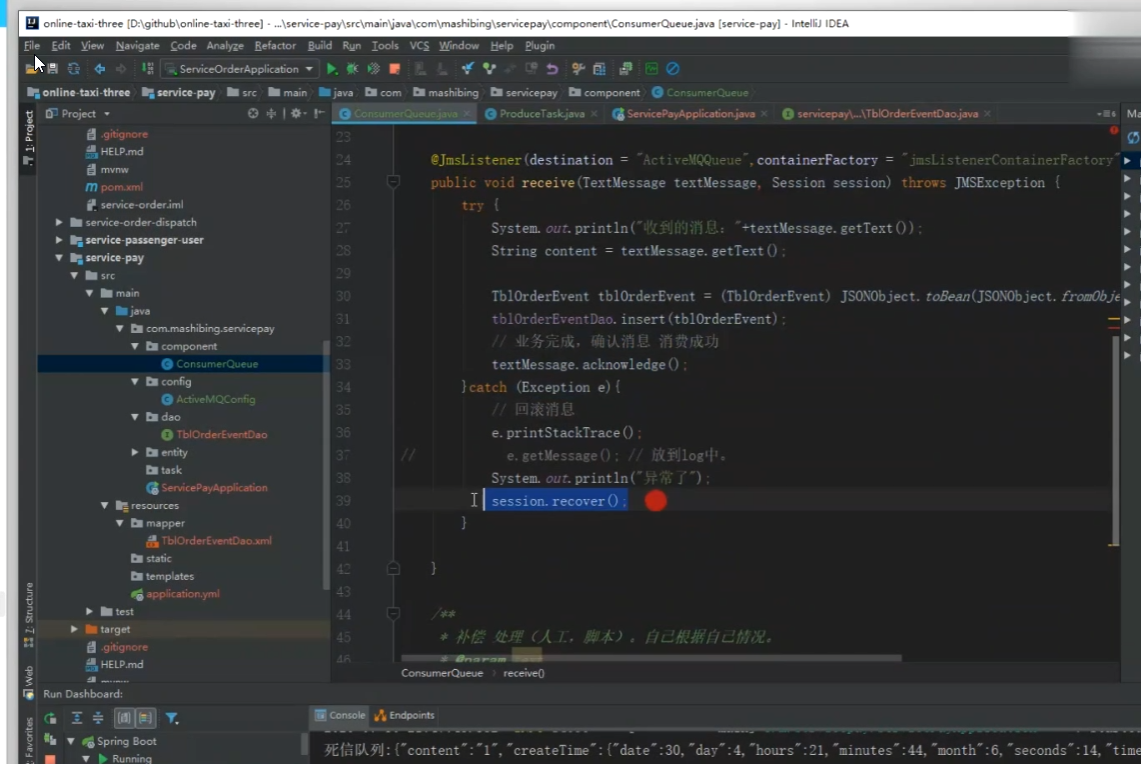 online-taxi-three [D:\github\online-taxi-three] - ...\service-pay\src\main\java\com\mashibing\servicepay\component\ConsumerQueue.java [service-pay] - IntelliJ IDEA
File Edit View Navigate Code Analyze Refactor Build Run Tools VCS Window Help Plugin
ServiceOrderApplication
online-taxi-three service-pay src main java com mashibing servicepay component ConsumerQueue
Project
ConsumerQueue.java ProduceTask.java ServicePayApplication.java servicepay\...\TblOrderEventDao.java Ma
1: Project
.gitignore
HELP.md
mvnw
pom.xml
service-order.iml
service-order-dispatch
service-passenger-user
service-pay
src
main
java
com.mashibing.servicepay
component
ConsumerQueue
config
ActiveMQConfig
dao
TblOrderEventDao
entity
task
ServicePayApplication
resources
mapper
TblOrderEventDao.xml
static
templates
application.yml
test
target
.gitignore
HELP.md
23
24 @JmsListener(destination = "ActiveMQQueue",containerFactory = "jmsListenerContainerFactory"
25 public void receive(TextMessage textMessage, Session session) throws JMSException {
26 try {
27 System.out.println("收到的消息："+textMessage.getText());
28 String content = textMessage.getText();
29
30 TblOrderEvent tblOrderEvent = (TblOrderEvent) JSONObject.toBean(JSONObject.fromObje
31 tblOrderEventDao.insert(tblOrderEvent);
32 // 业务完成，确认消息 消费成功
33 textMessage.acknowledge();
34 }catch (Exception e){
35 // 回滚消息
36 e.printStackTrace();
37 // e.getMessage(); // 放到log中。
38 System.out.println("异常了");
39 session.recover();
40 }
41
42 }
43
44 /**
45 * 补偿 处理（人工，脚本）。自己根据自己情况。
46 * @param text
ConsumerQueue receive()
7: Structure
Web
Favorites
Run Dashboard:
Console Endpoints
Spring Boot
Running
死信队列:{"content":"1","createTime":{"date":30,"day":4,"hours":21,"minutes":44,"month":6,"seconds":14,"time